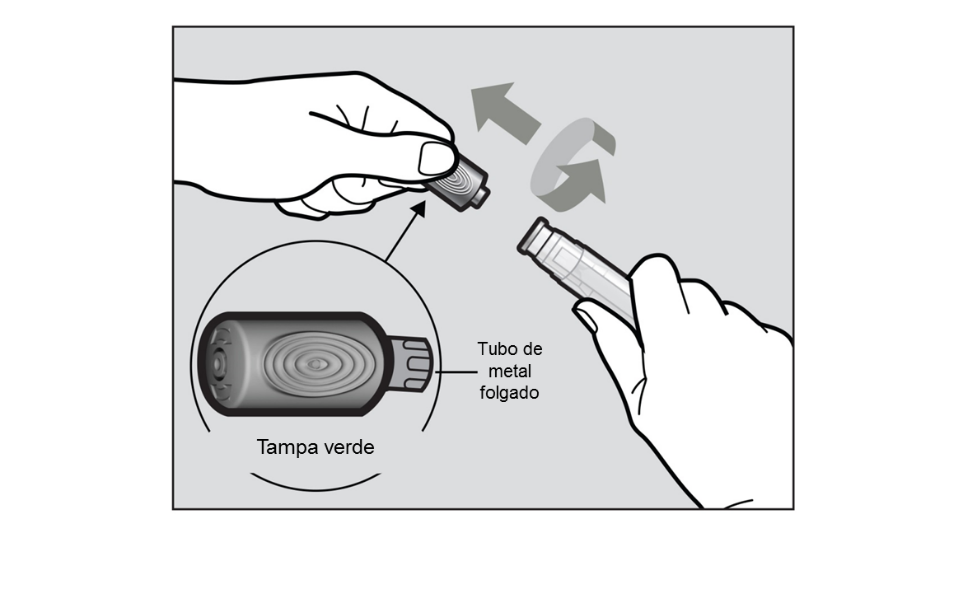 Tubo de
metal
folgado
Tampa verde